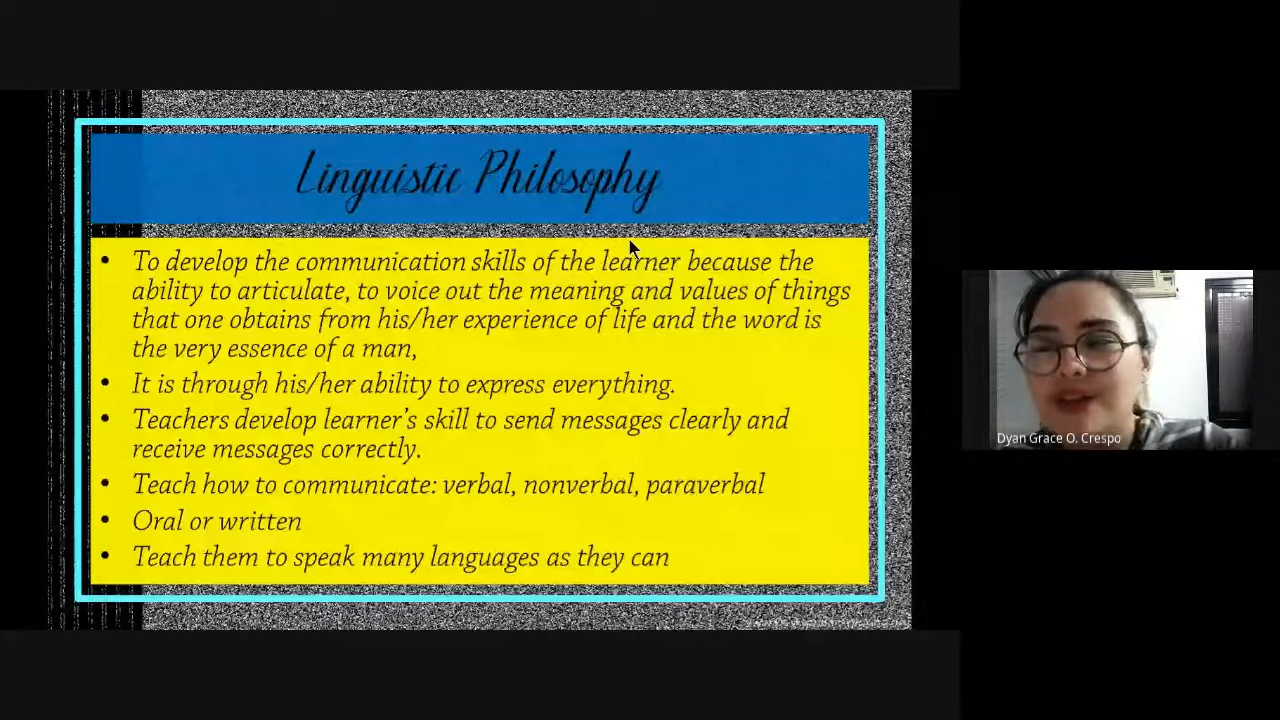 Linguistic Philosophy
• To develop the communication skills of the learner because the
ability to articulate, to voice out the meaning and values of things
that one obtains from his/her experience of life and the word is
the very essence of a man,
• It is through his/her ability to express everything.
• Teachers develop learner's skill to send messages clearly and
receive messages correctly.
• Teach how to communicate: verbal, nonverbal, paraverbal
• Oral or written
• Teach them to speak many languages as they can
Dyan Grace O. Crespo